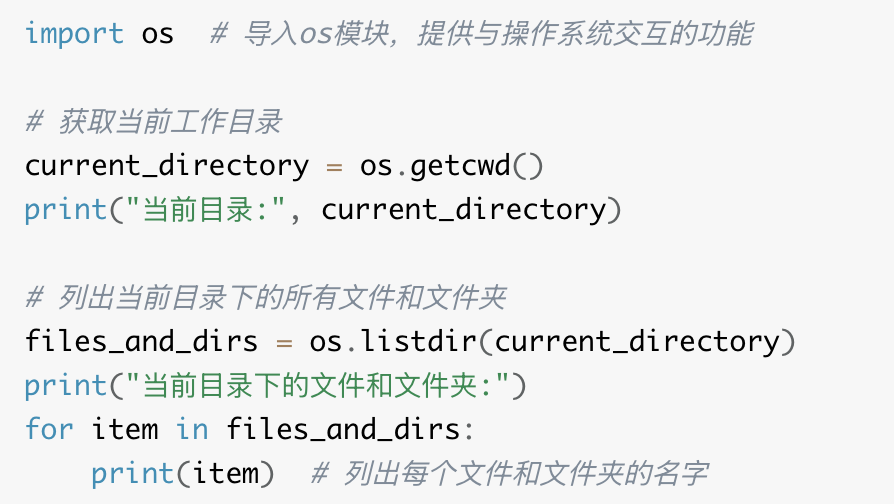 import os  # 导入os模块，提供与操作系统交互的功能

# 获取当前工作目录
current_directory = os.getcwd()
print("当前目录:", current_directory)

# 列出当前目录下的所有文件和文件夹
files_and_dirs = os.listdir(current_directory)
print("当前目录下的文件和文件夹:")
for item in files_and_dirs:
    print(item)  # 列出每个文件和文件夹的名字